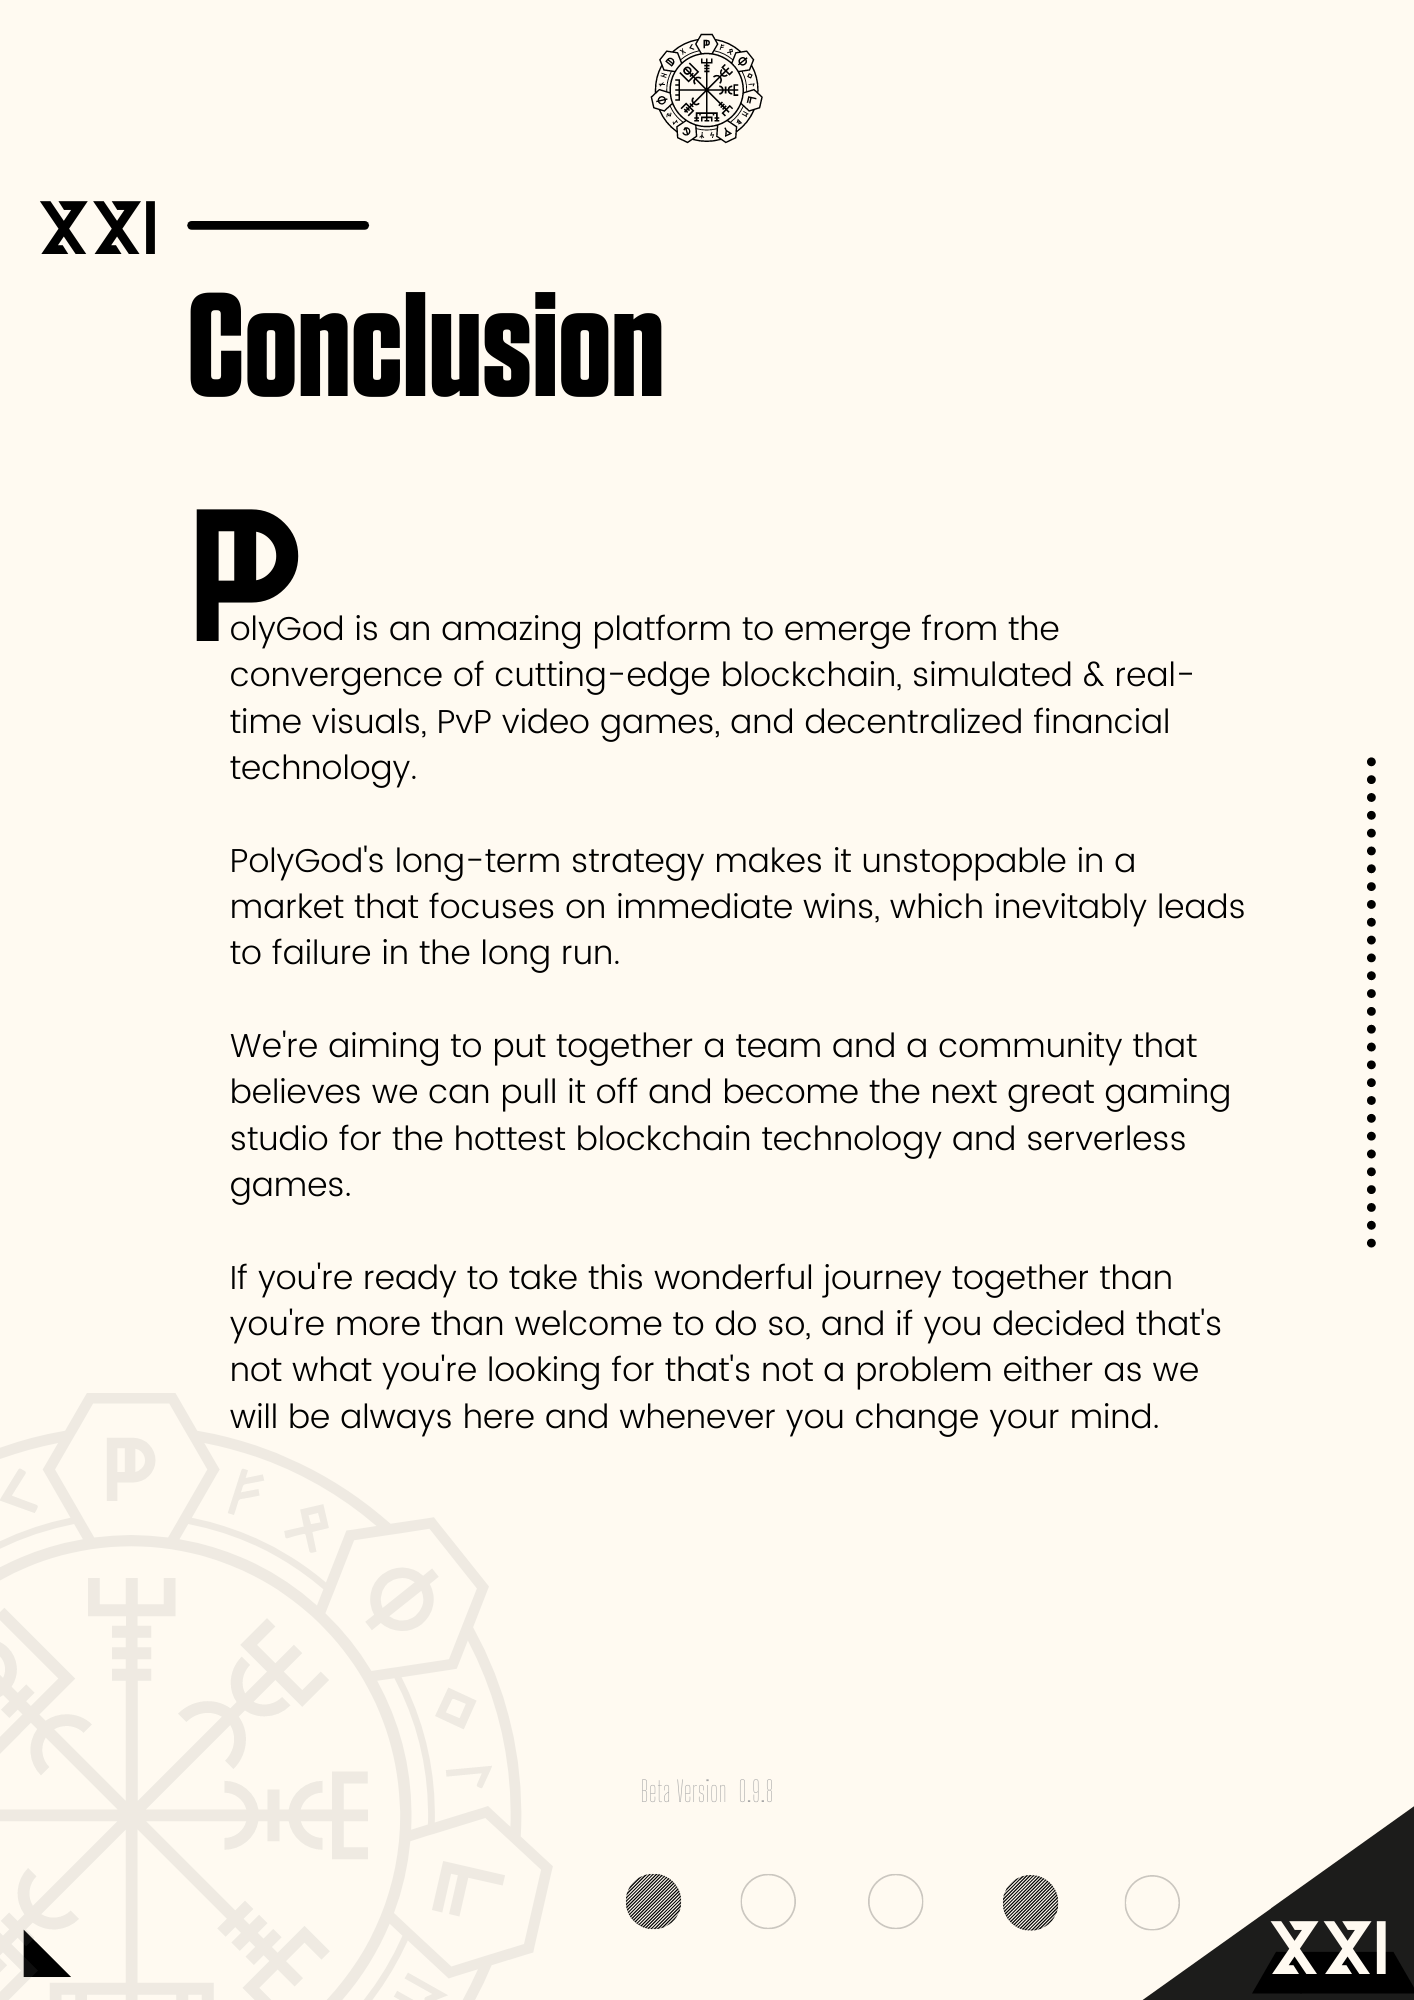 XXI
Conclusion
PolyGod is an amazing platform to emerge from the
convergence of cutting-edge blockchain, simulated & real-
time visuals, PvP video games, and decentralized financial
technology.
PolyGod's long-term strategy makes it unstoppable in a
market that focuses on immediate wins, which inevitably leads
to failure in the long run.
We're aiming to put together a team and a community that
believes we can pull it off and become the next great gaming
studio for the hottest blockchain technology and serverless
games.
If you're ready to take this wonderful journey together than
you're more than welcome to do so, and if you decided that's
not what you're looking for that's not a problem either as we
will be always here and whenever you change your mind.
Beta Version 0.9.8
XXI